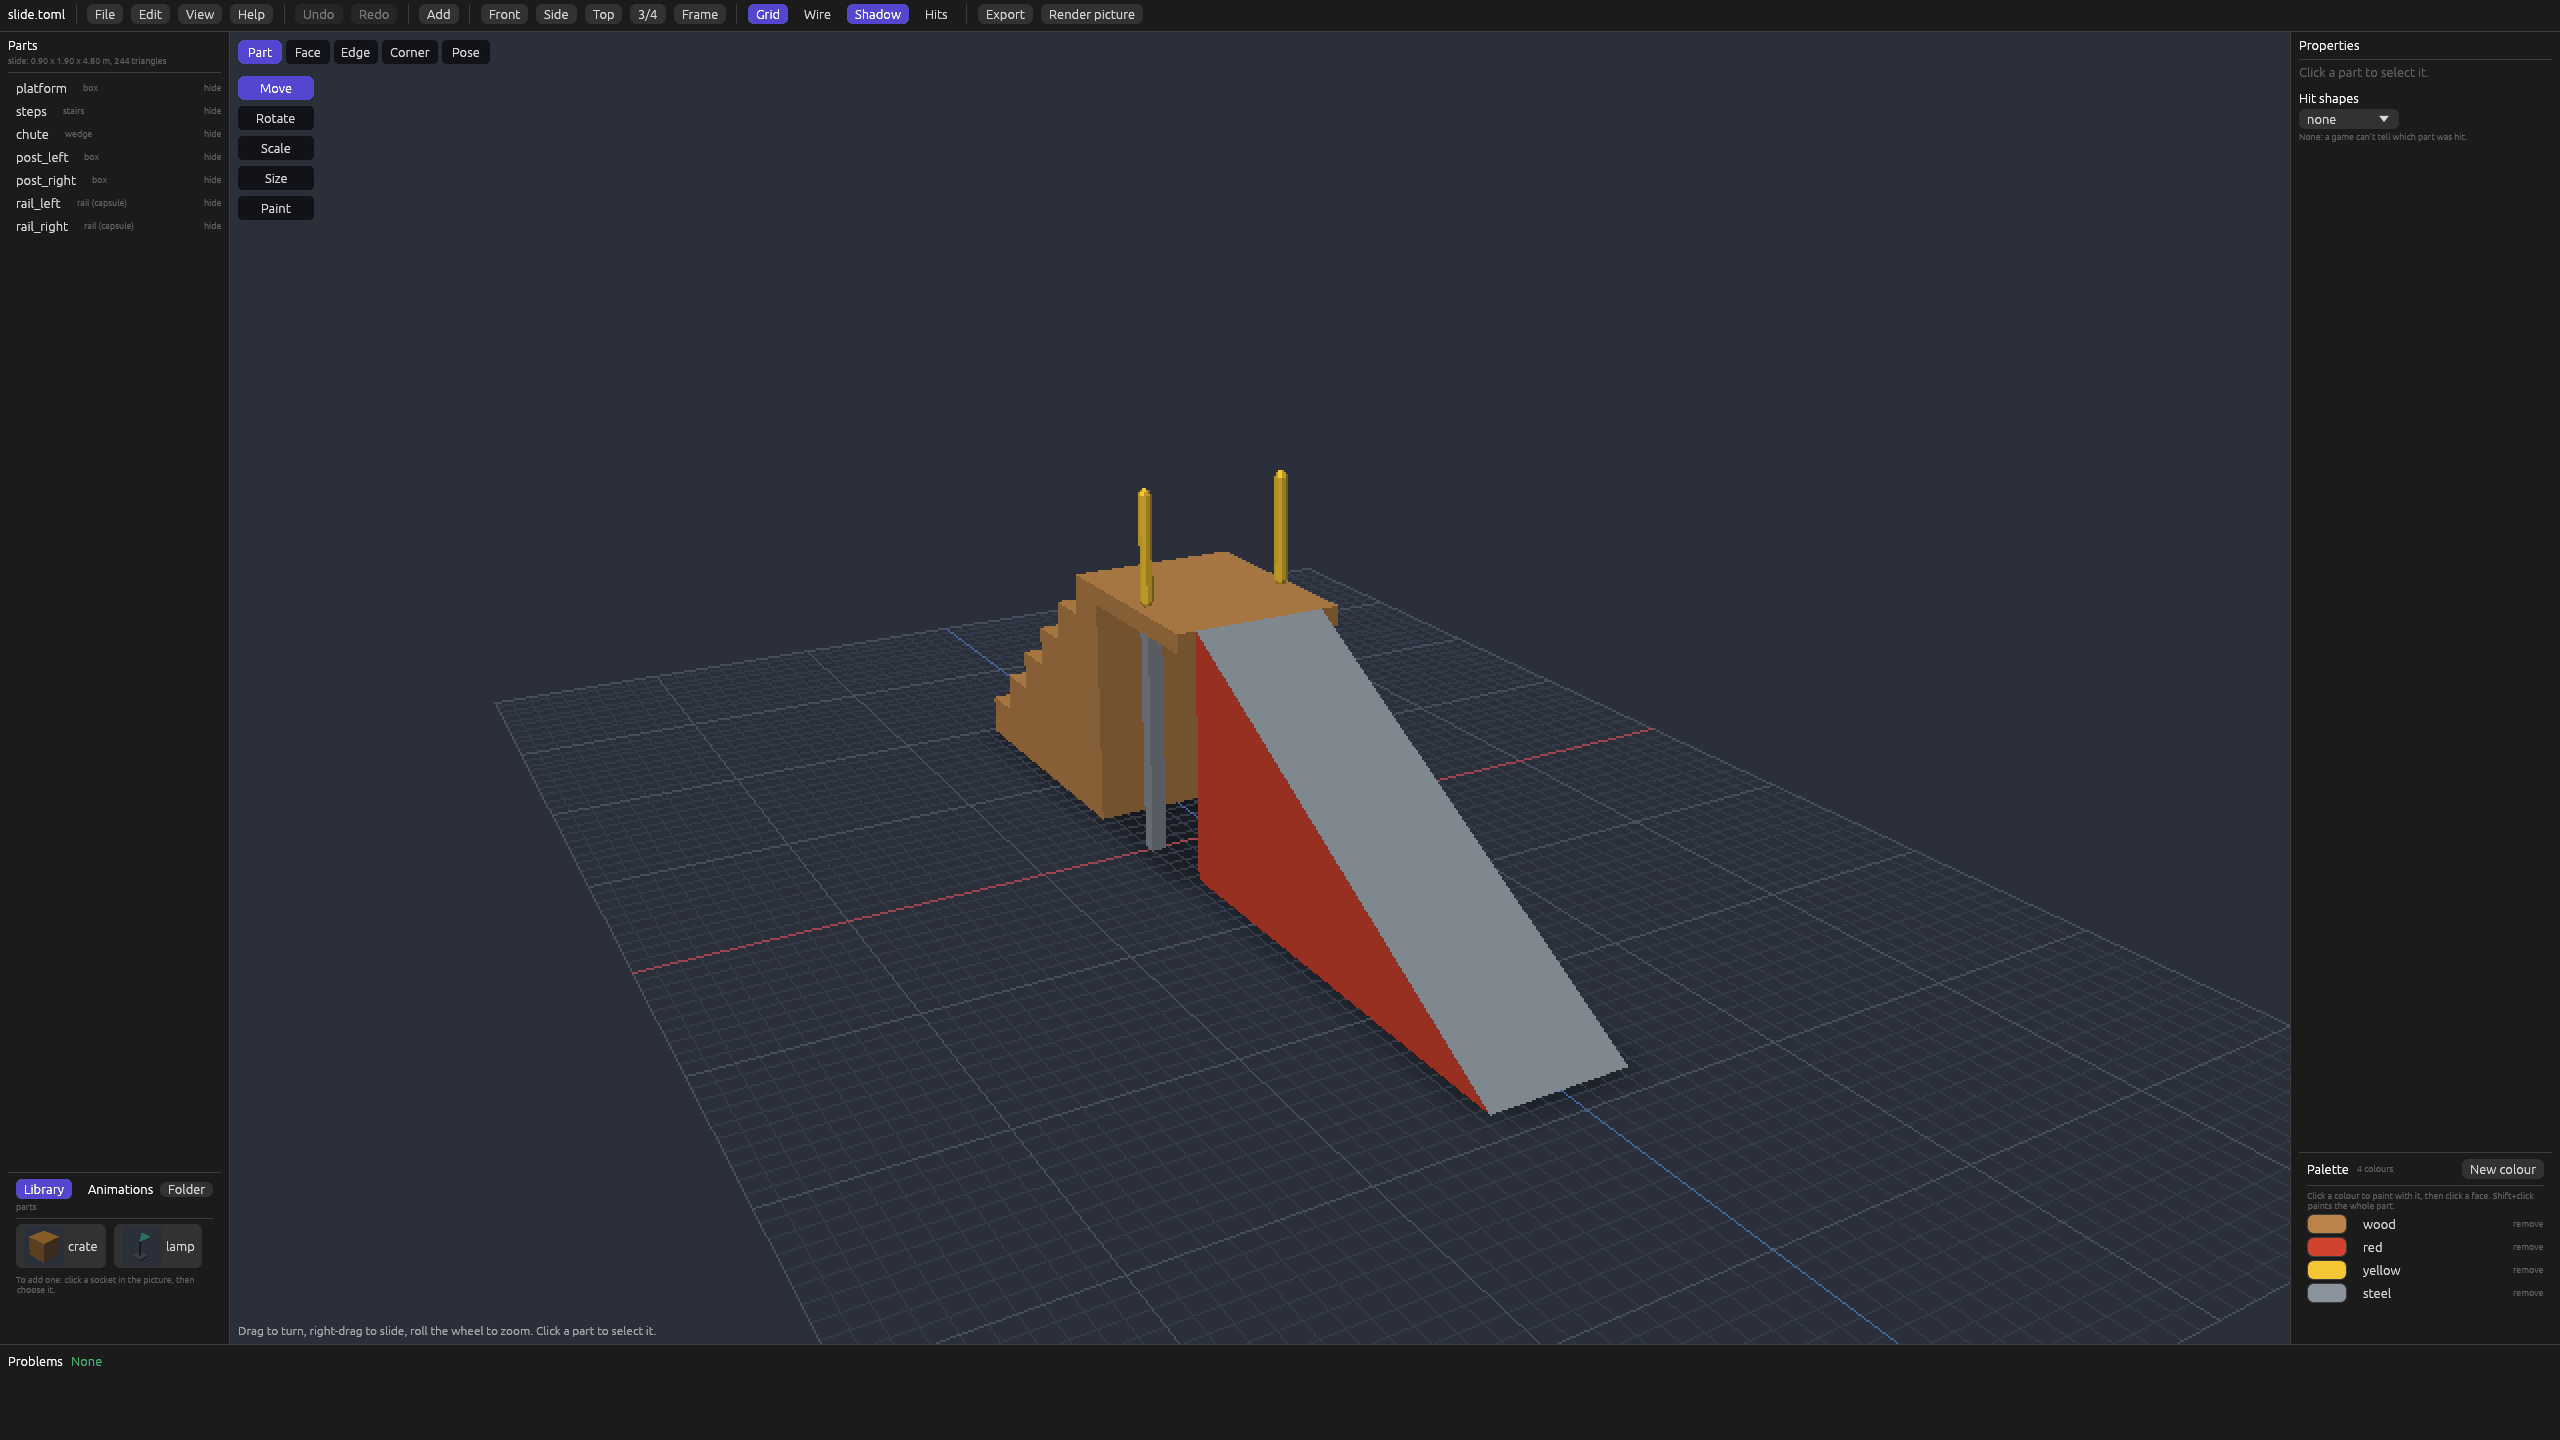 slide.toml File Edit View Help Undo Redo Add Front Side Top 3/4 Frame Grid Wire Shadow Hits Export Render picture
Parts
slide: 0.90 x 1.90 x 4.80 m, 244 triangles
platform box hide
steps stairs hide
chute wedge hide
post_left box hide
post_right box hide
rail_left rail (capsule) hide
rail_right rail (capsule) hide
Library Animations Folder
parts
crate lamp
To add one: click a socket in the picture, then
choose it.
Part Face Edge Corner Pose
Move
Rotate
Scale
Size
Paint
Drag to turn, right-drag to slide, roll the wheel to zoom. Click a part to select it.
Properties
Click a part to select it.
Hit shapes
none
None: a game can't tell which part was hit.
Palette 4 colours New colour
Click a colour to paint with it, then click a face. Shift+click
paints the whole part.
wood remove
red remove
yellow remove
steel remove
Problems None